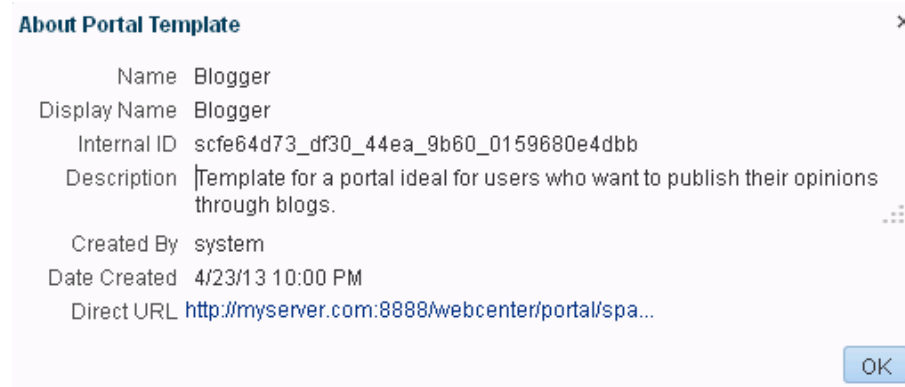 About Portal Template
Name Blogger
Display Name Blogger
Internal ID scfe64d73_df30_44ea_9b60_0159680e4dbb
Description Template for a portal ideal for users who want to publish their opinions
through blogs.
Created By system
Date Created 4/23/13 10:00 PM
Direct URL http://myserver.com:8888/webcenter/portal/spa...
OK